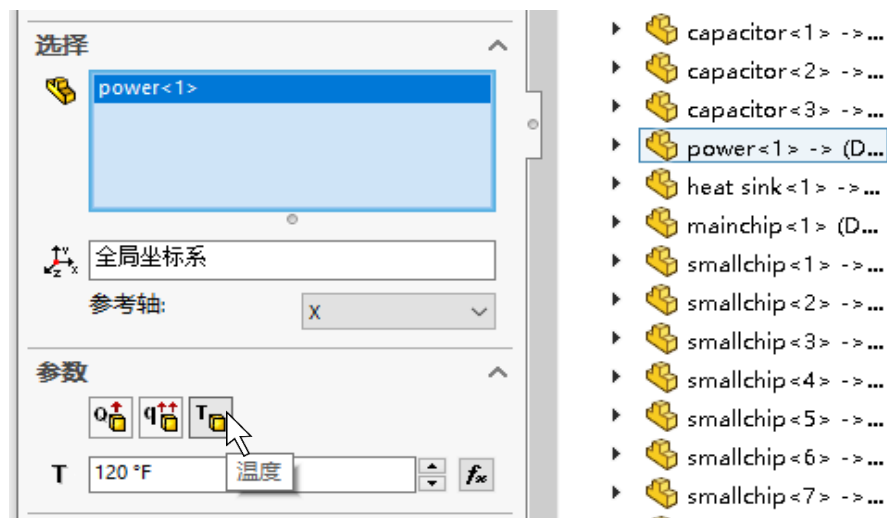 选择
power<1>
全局坐标系
参考轴:
X
参数
T
120 °F
温度
capacitor<1> ->...
capacitor<2> ->...
capacitor<3> ->...
power<1> -> (D...
heat sink<1> ->...
mainchip<1> (D...
smallchip<1> ->...
smallchip<2> ->...
smallchip<3> ->...
smallchip<4> ->...
smallchip<5> ->...
smallchip<6> ->...
smallchip<7> ->...